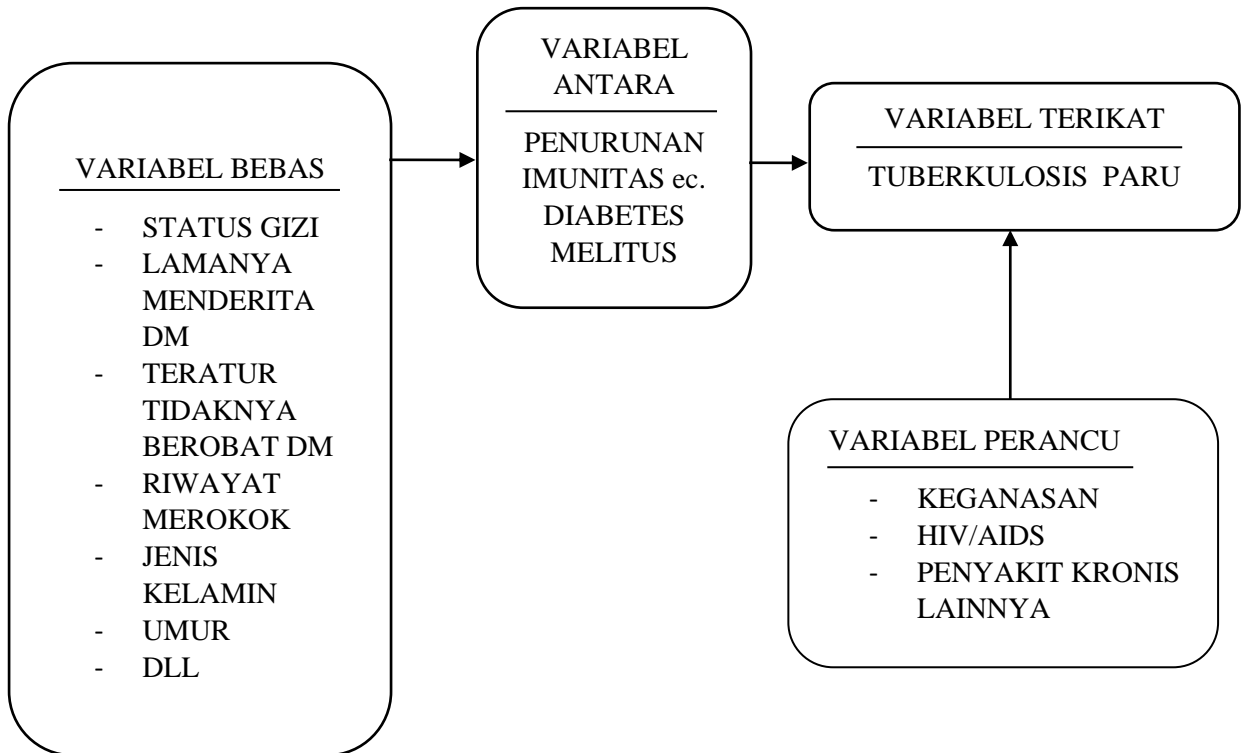 VARIABEL BEBAS
- STATUS GIZI
- LAMANYA
MENDERITA
DM
- TERATUR
TIDAKNYA
BEROBAT DM
- RIWAYAT
MEROKOK
- JENIS
KELAMIN
- UMUR
- DLL
VARIABEL
ANTARA
PENURUNAN
IMUNITAS ec.
DIABETES
MELITUS
VARIABEL TERIKAT
TUBERKULOSIS PARU
VARIABEL PERANCU
- KEGANASAN
- HIV/AIDS
- PENYAKIT KRONIS
LAINNYA